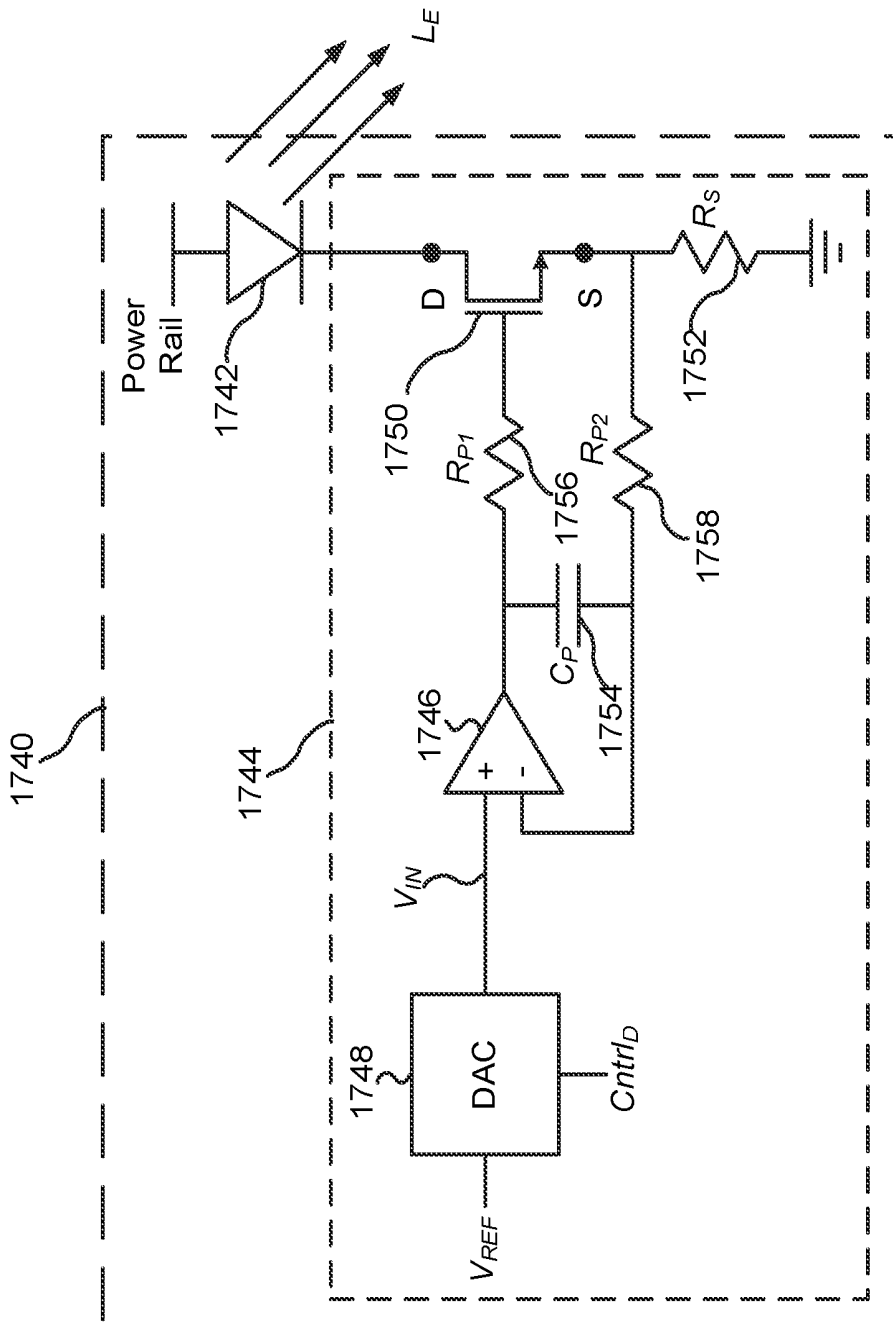 1740
Power
Rail
1742
L_E
1744
D
1750
S
R_S
1752
R_P1
1756
R_P2
1758
C_P
1754
1746
+
-
V_IN
1748
DAC
V_REF
Cntrl_D